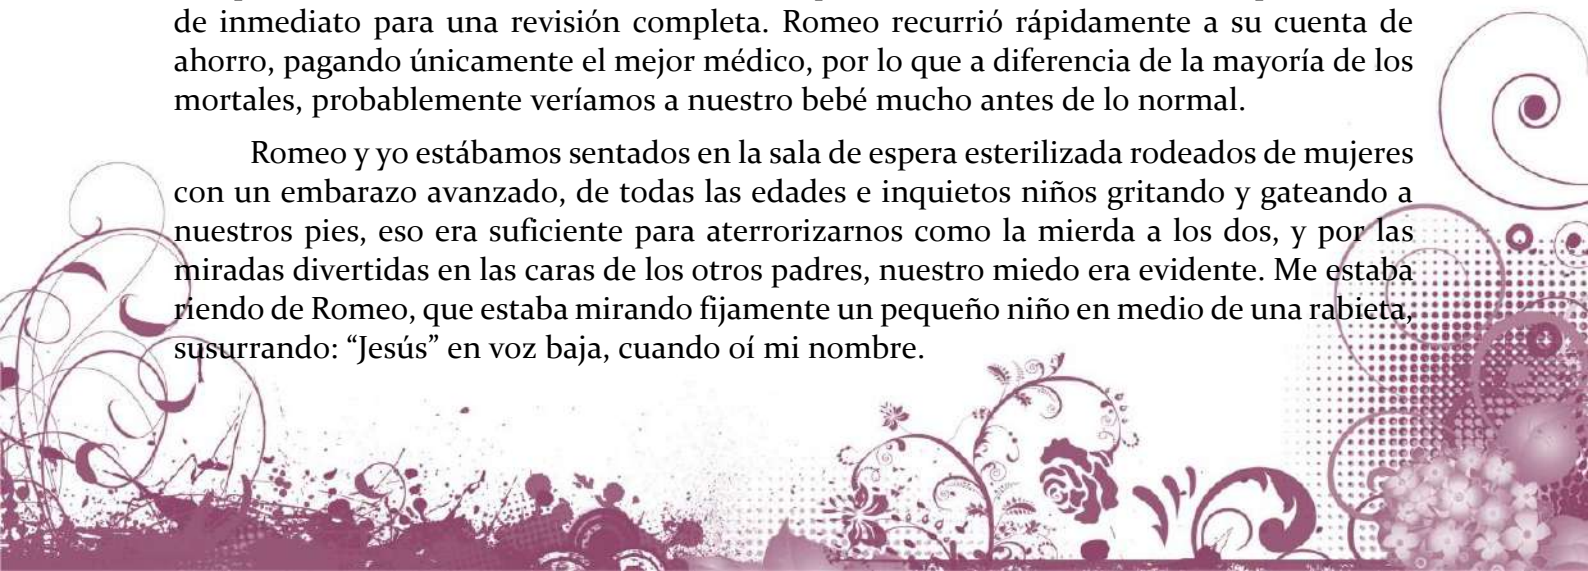 de inmediato para una revisión completa. Romeo recurrió rápidamente a su cuenta de
ahorro, pagando únicamente el mejor médico, por lo que a diferencia de la mayoría de los
mortales, probablemente veríamos a nuestro bebé mucho antes de lo normal.
Romeo y yo estábamos sentados en la sala de espera esterilizada rodeados de mujeres
con un embarazo avanzado, de todas las edades e inquietos niños gritando y gateando a
nuestros pies, eso era suficiente para aterrorizarnos como la mierda a los dos, y por las
miradas divertidas en las caras de los otros padres, nuestro miedo era evidente. Me estaba
riendo de Romeo, que estaba mirando fijamente un pequeño niño en medio de una rabieta,
susurrando: “Jesús” en voz baja, cuando oí mi nombre.